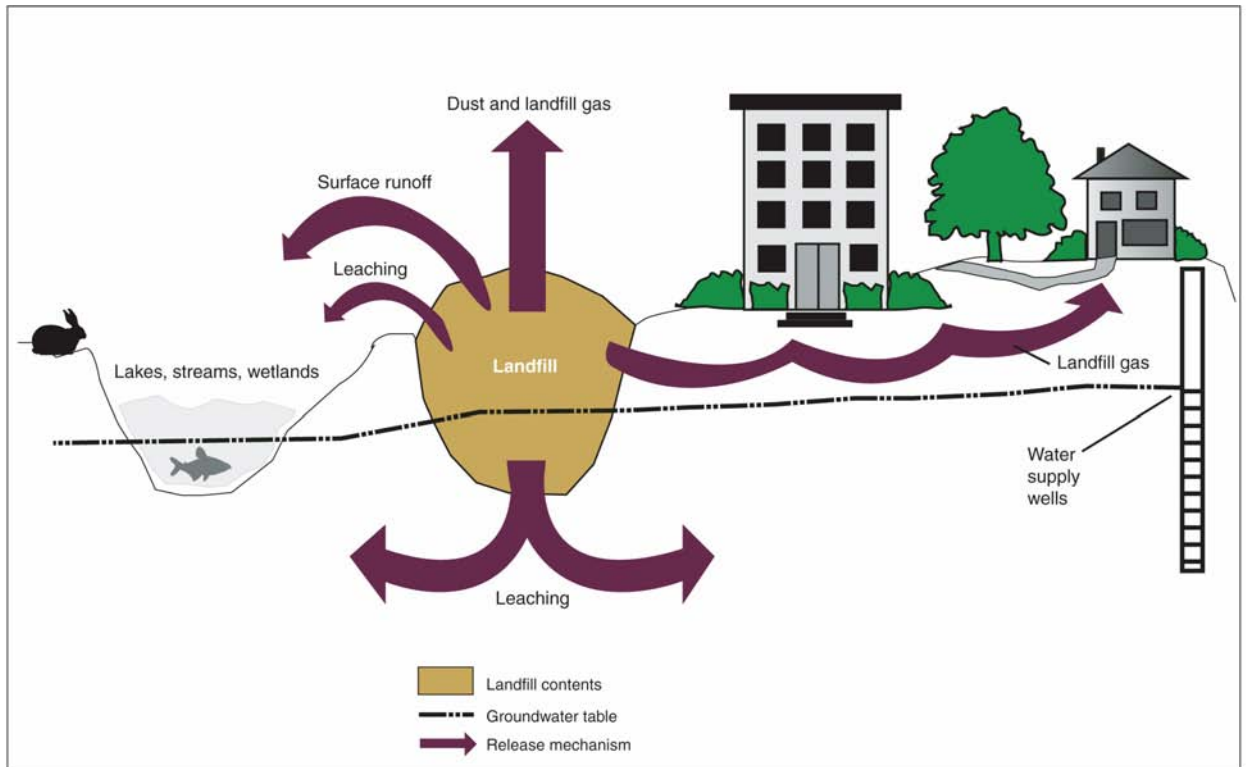 Dust and landfill gas
Surface runoff
Leaching
Landfill
Lakes, streams, wetlands
Landfill gas
Water
supply
wells
Leaching
Landfill contents
Groundwater table
Release mechanism